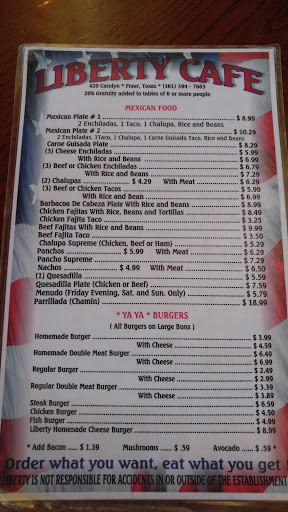 LIBERTY CAFE
420 Carolyn * Freer, Texas * (361) 394 - 7663
20% Gratuity added to tables of 6 or more people
MEXICAN FOOD
Mexican Plate # 1 $ 8.99
2 Enchiladas, 1 Taco, 1 Chalupa, Rice and Beans
Mexican Plate # 2 $ 10.29
2 Enchiladas, 1Taco, 1 Chalupa, 1 Carne Guisada Taco, Rice and Beans
Carne Guisada Plate $ 8.29
(3) Cheese Enchiladas $ 5.99
With Rice and Beans $ 6.99
(3) Beef or Chicken Enchiladas $ 6.79
With Rice and Beans $ 7.29
(2) Chalupas $ 4.29 With Meat $ 6.29
(3) Beef or Chicken Tacos $ 5.99
With Rice and Bean $ 6.99
Barbacoa De Cabeza Plate With Rice and Beans $ 8.99
Chicken Fajitas With Rice, Beans and Tortillas $ 8.49
Chicken Fajita Taco $ 3.25
Beef Fajitas With Rice and Beans $ 9.99
Beef Fajita Taco $ 3.50
Chalupa Supreme (Chicken, Beef or Ham) $ 5.29
Panchos $ 5.99 With Meat $ 6.29
Pancho Supreme $ 7.29
Nachos $ 4.99 With Meat $ 6.50
(1) Quesadilla $ 5.59
Quesadilla Plate (Chicken or Beef) $ 7.59
Menudo (Friday Evening, Sat. and Sun. Only) $ 5.79
Parrillada (Chamin) $ 18.99
* YA YA * BURGERS
( All Burgers on Large Buns )
Homemade Burger $ 3.99
With Cheese $ 4.59
Homemade Double Meat Burger $ 6.49
With Cheese $ 6.99
Regular Burger $ 2.49
With Cheese $ 2.99
Regular Double Meat Burger $ 3.39
With Cheese $ 3.89
Steak Burger $ 6.59
Chicken Burger $ 4.50
Fish Burger $ 4.50
Liberty Homemade Cheese Burger $ 8.99
* Add Bacon $ 1.39 Mushrooms $ .59 Avocado $ .59 *
Order what you want, eat what you get
LIBERTY IS NOT RESPONSIBLE FOR ACCIDENTS IN OR OUTSIDE OF THE ESTABLISHMENT